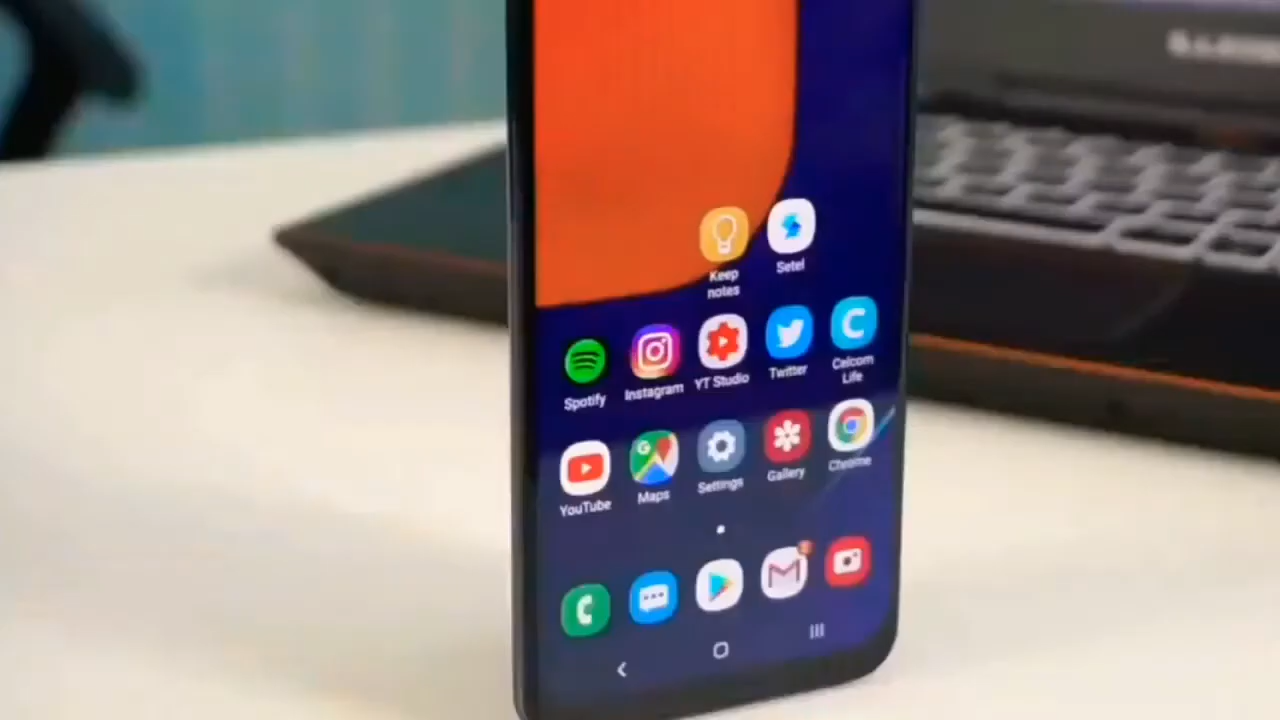 Keep
notes
Setel
Spotify
Instagram
YT Studio
Twitter
Celcom
Life
YouTube
Maps
Settings
Gallery
Chrome